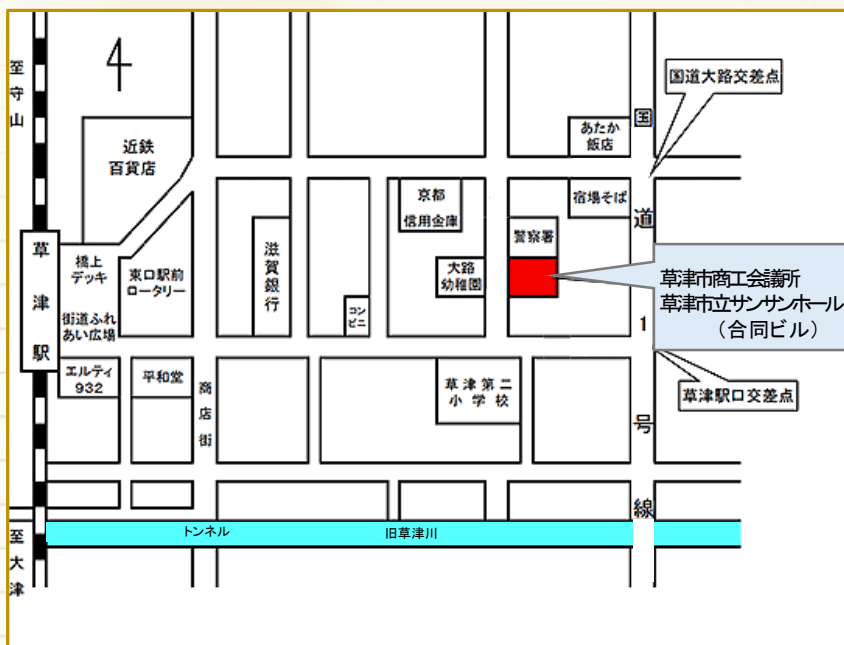 至守山
国道大路交差点
国道1号線
あたか
飯店
近鉄
百貨店
京都
信用金庫
宿場そば
警察署
草津駅
橋上
デッキ
東口駅前
ロータリー
滋賀銀行
大路
幼稚園
草津市商工会議所
草津市立サンサンホール
（合同ビル）
街道ふれ
あい広場
コン
ビニ
エルティ
932
平和堂
商店街
草津第二
小学校
草津駅口交差点
トンネル
旧草津川
至大津